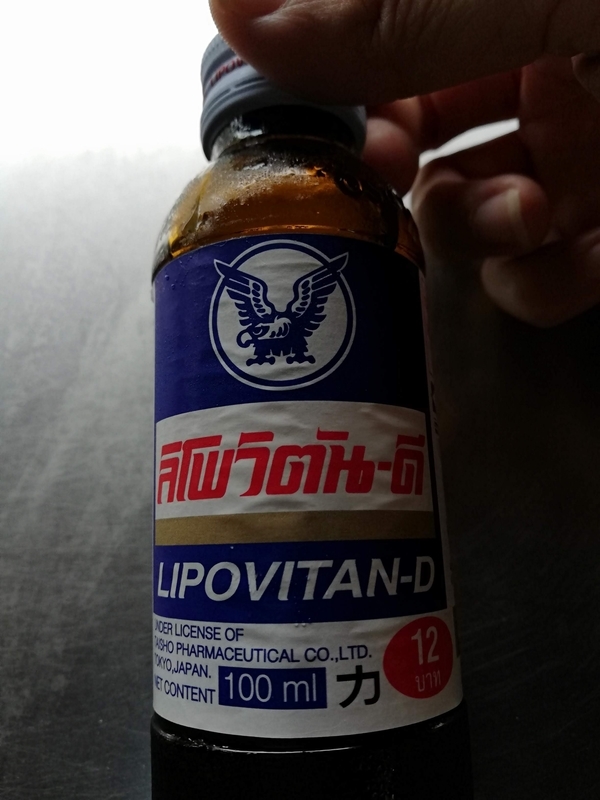 ลิโพวิตัน-ดี
LIPOVITAN-D
UNDER LICENSE OF
TAISHO PHARMACEUTICAL CO.,LTD.
TOKYO,JAPAN.
NET CONTENT 100 ml 力
12
บาท